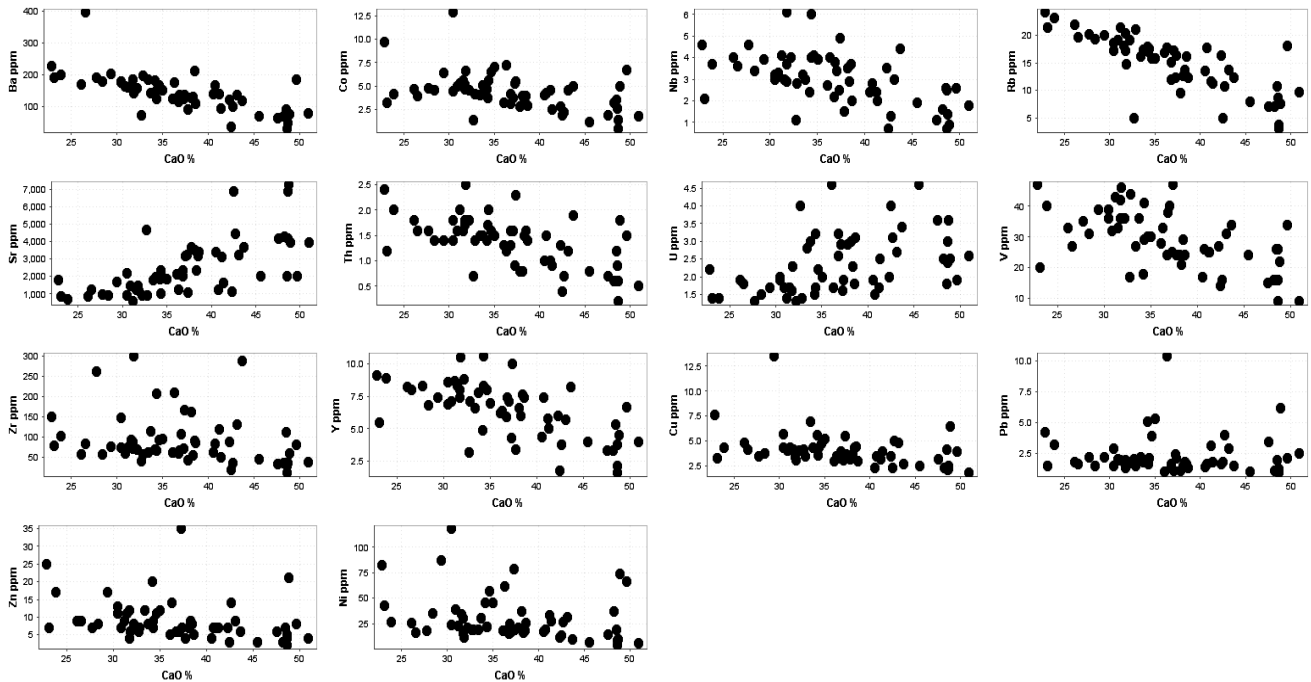 400
300
200
100
Ba ppm
25 30 35 40 45 50
CaO %
12.5
10.0
7.5
5.0
2.5
Co ppm
25 30 35 40 45 50
CaO %
6
5
4
3
2
1
Nb ppm
25 30 35 40 45 50
CaO %
20
15
10
5
Rb ppm
25 30 35 40 45 50
CaO %
7,000
6,000
5,000
4,000
3,000
2,000
1,000
Sr ppm
25 30 35 40 45 50
CaO %
2.5
2.0
1.5
1.0
0.5
Th ppm
25 30 35 40 45 50
CaO %
4.5
4.0
3.5
3.0
2.5
2.0
1.5
U ppm
25 30 35 40 45 50
CaO %
40
30
20
10
V ppm
25 30 35 40 45 50
CaO %
300
250
200
150
100
50
Zr ppm
25 30 35 40 45 50
CaO %
10.0
7.5
5.0
2.5
Y ppm
25 30 35 40 45 50
CaO %
12.5
10.0
7.5
5.0
2.5
Cu ppm
25 30 35 40 45 50
CaO %
10.0
7.5
5.0
2.5
Pb ppm
25 30 35 40 45 50
CaO %
35
30
25
20
15
10
5
Zn ppm
25 30 35 40 45 50
CaO %
100
75
50
25
Ni ppm
25 30 35 40 45 50
CaO %